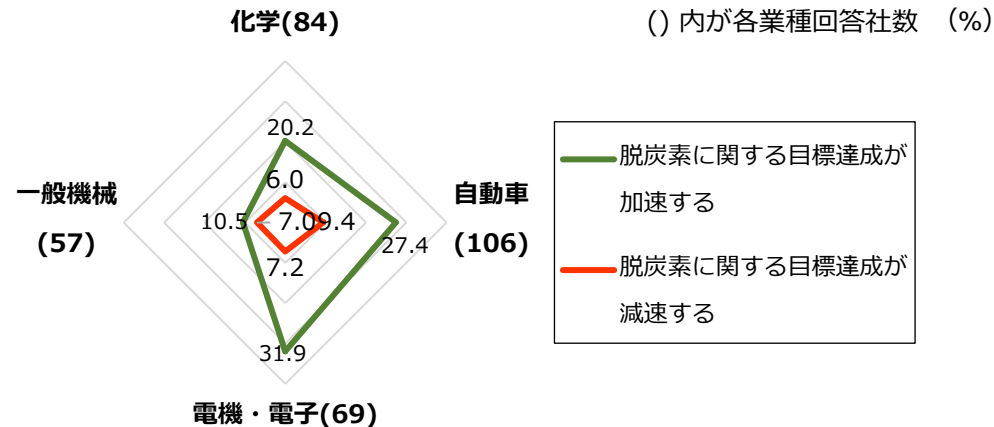 化学(84)
() 内が各業種回答社数 （%）
20.2
6.0
一般機械
(57)
10.5
7.0
9.4
27.4
自動車
(106)
7.2
31.9
電機・電子(69)
脱炭素に関する目標達成が
加速する
脱炭素に関する目標達成が
減速する